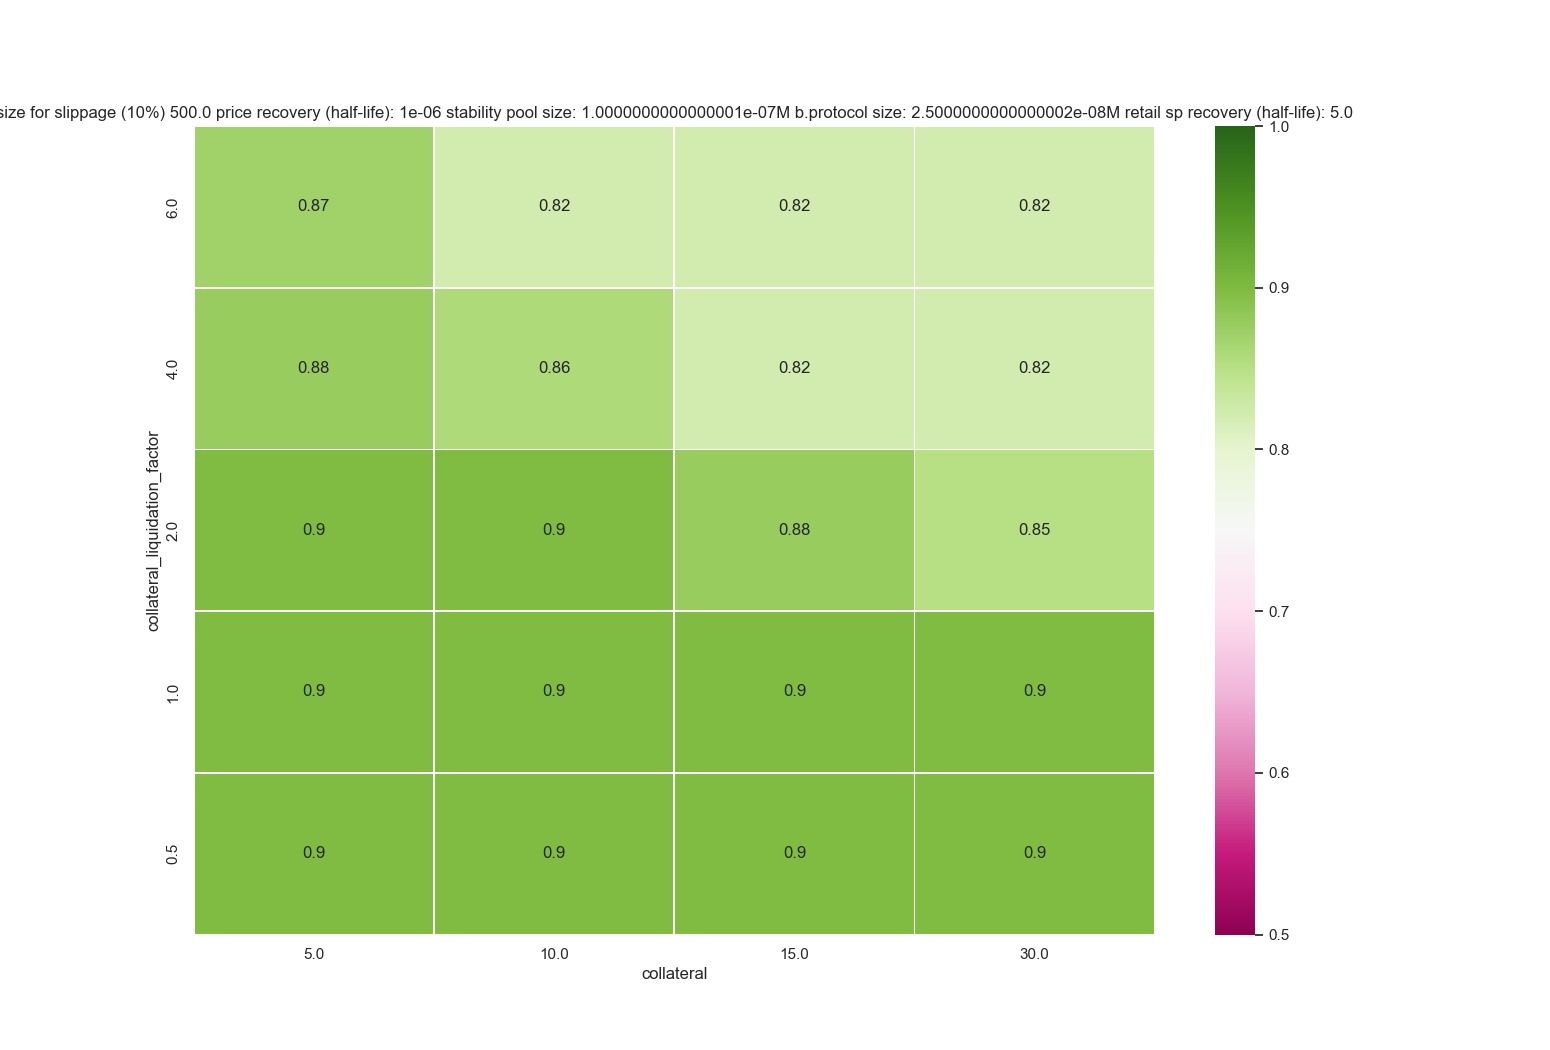 size for slippage (10%) 500.0 price recovery (half-life): 1e-06 stability pool size: 1.0000000000000001e-07M b.protocol size: 2.5000000000000002e-08M retail sp recovery (half-life): 5.0
collateral_liquidation_factor
6.0 0.87 0.82 0.82 0.82
4.0 0.88 0.86 0.82 0.82
2.0 0.9 0.9 0.88 0.85
1.0 0.9 0.9 0.9 0.9
0.5 0.9 0.9 0.9 0.9
5.0 10.0 15.0 30.0
collateral
1.0
0.9
0.8
0.7
0.6
0.5